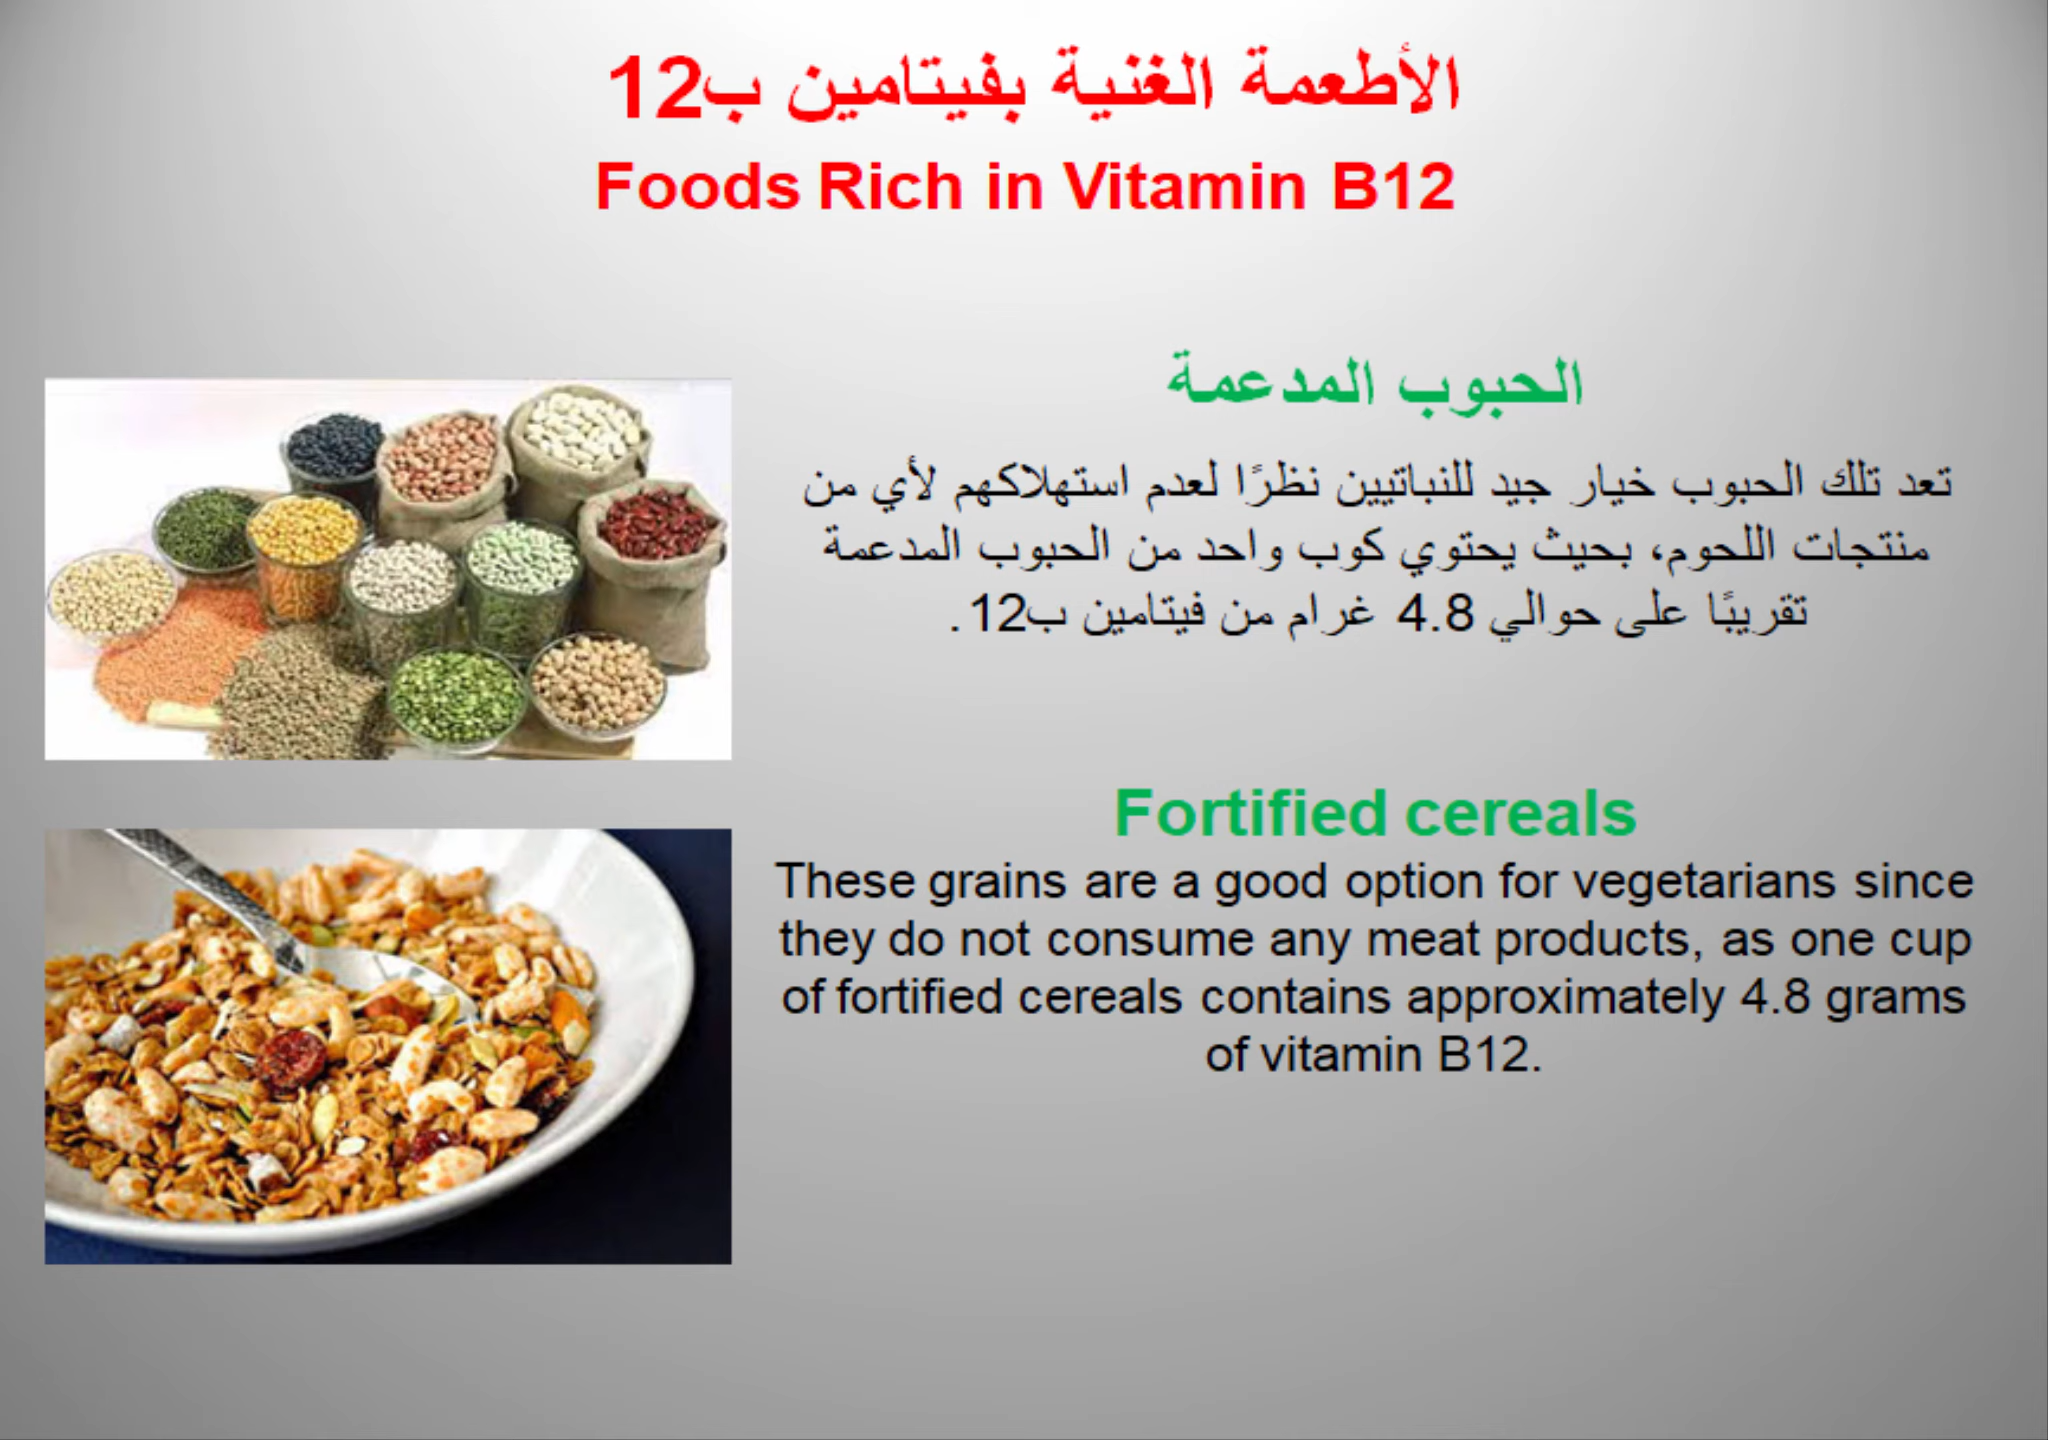 الأطعمة الغنية بفيتامين ب12
Foods Rich in Vitamin B12
الحبوب المدعمة
تعد تلك الحبوب خيار جيد للنباتيين نظرًا لعدم استهلاكهم لأي من
منتجات اللحوم، بحيث يحتوي كوب واحد من الحبوب المدعمة
تقريبًا على حوالي 4.8 غرام من فيتامين ب12.
Fortified cereals
These grains are a good option for vegetarians since
they do not consume any meat products, as one cup
of fortified cereals contains approximately 4.8 grams
of vitamin B12.